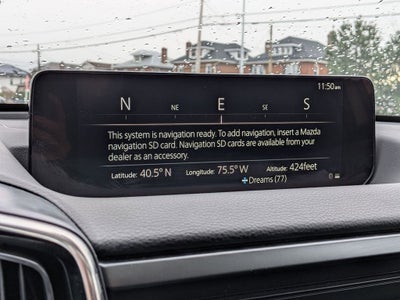 11:50am
N NE E SE S
This system is navigation ready. To add navigation, insert a Mazda
navigation SD card. Navigation SD cards are available from your
dealer as an accessory.
Latitude: 40.5° N Longitude: 75.5° W Altitude: 424feet
Dreams (77)